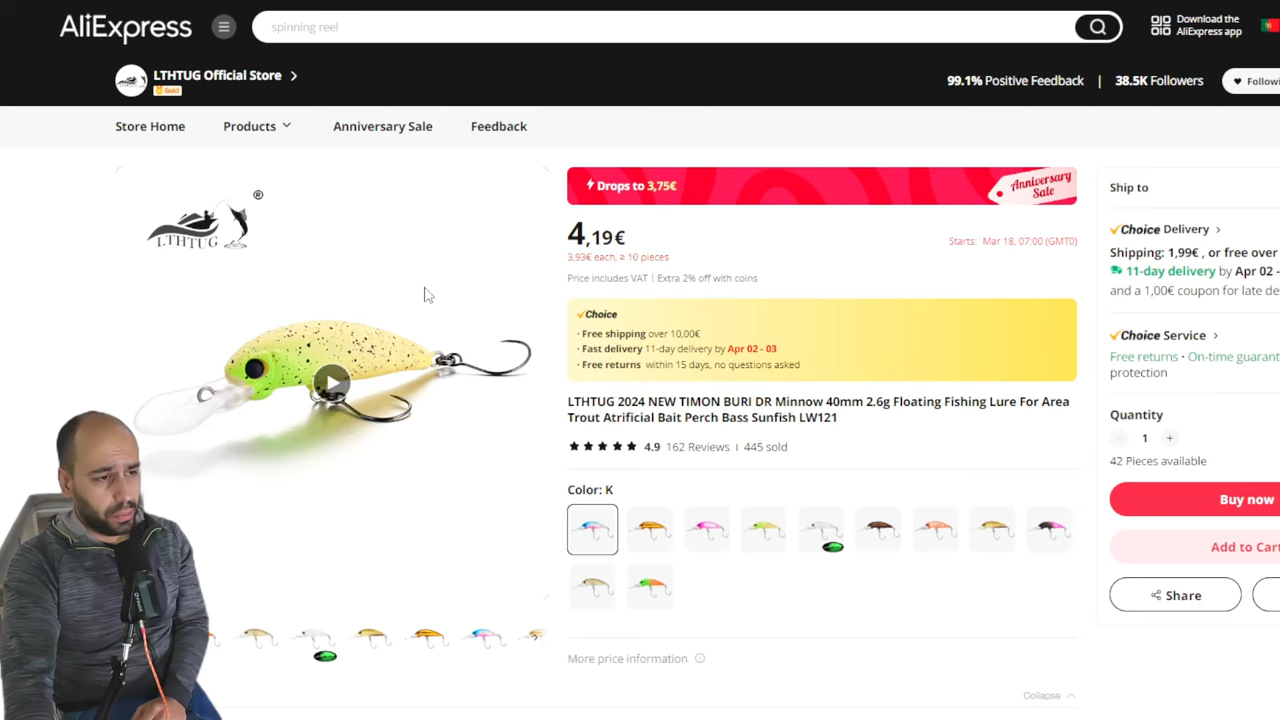 AliExpress
spinning reel
Download the
AliExpress app
LTHTUG Official Store
Gold
99.1% Positive Feedback | 38.5K Followers
Followi
Store Home
Products
Anniversary Sale
Feedback
®
LTHTUG
Drops to 3,75€
Anniversary
Sale
4,19€
Starts: Mar 18, 07:00 (GMT0)
3,93€ each, ≥ 10 pieces
Price includes VAT | Extra 2% off with coins
Choice
· Free shipping over 10,00€
· Fast delivery 11-day delivery by Apr 02 - 03
· Free returns within 15 days, no questions asked
LTHTUG 2024 NEW TIMON BURI DR Minnow 40mm 2.6g Floating Fishing Lure For Area
Trout Atrificial Bait Perch Bass Sunfish LW121
4.9 162 Reviews | 445 sold
Color: K
More price information
Collapse
Ship to
Choice Delivery
Shipping: 1,99€ , or free over
11-day delivery by Apr 02 -
and a 1,00€ coupon for late de
Choice Service
Free returns · On-time guarant
protection
Quantity
- 1 +
42 Pieces available
Buy now
Add to Cart
Share